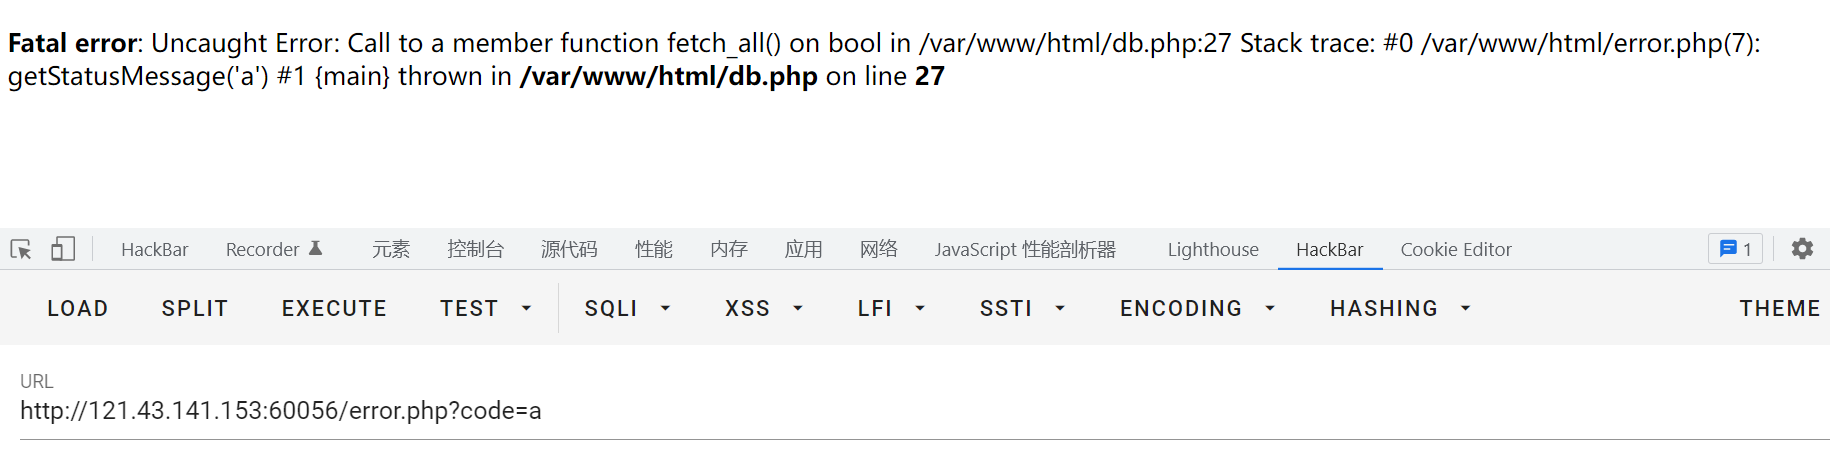 Fatal error: Uncaught Error: Call to a member function fetch_all() on bool in /var/www/html/db.php:27 Stack trace: #0 /var/www/html/error.php(7):
getStatusMessage('a') #1 {main} thrown in /var/www/html/db.php on line 27
HackBar Recorder 元素 控制台 源代码 性能 内存 应用 网络 JavaScript 性能剖析器 Lighthouse HackBar Cookie Editor 1
LOAD SPLIT EXECUTE TEST SQLI XSS LFI SSTI ENCODING HASHING THEME
URL
http://121.43.141.153:60056/error.php?code=a